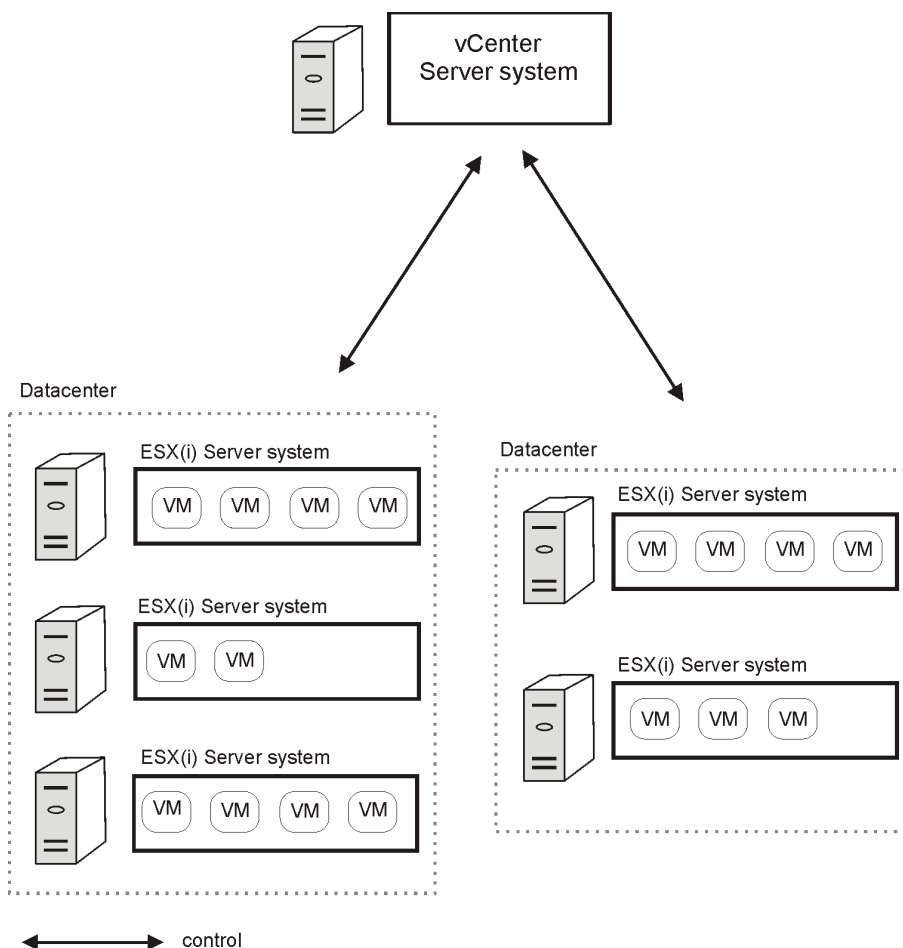 vCenter
Server system
Datacenter
ESX(i) Server system
VM VM VM VM
ESX(i) Server system
VM VM
ESX(i) Server system
VM VM VM VM
Datacenter
ESX(i) Server system
VM VM VM VM
ESX(i) Server system
VM VM VM
control